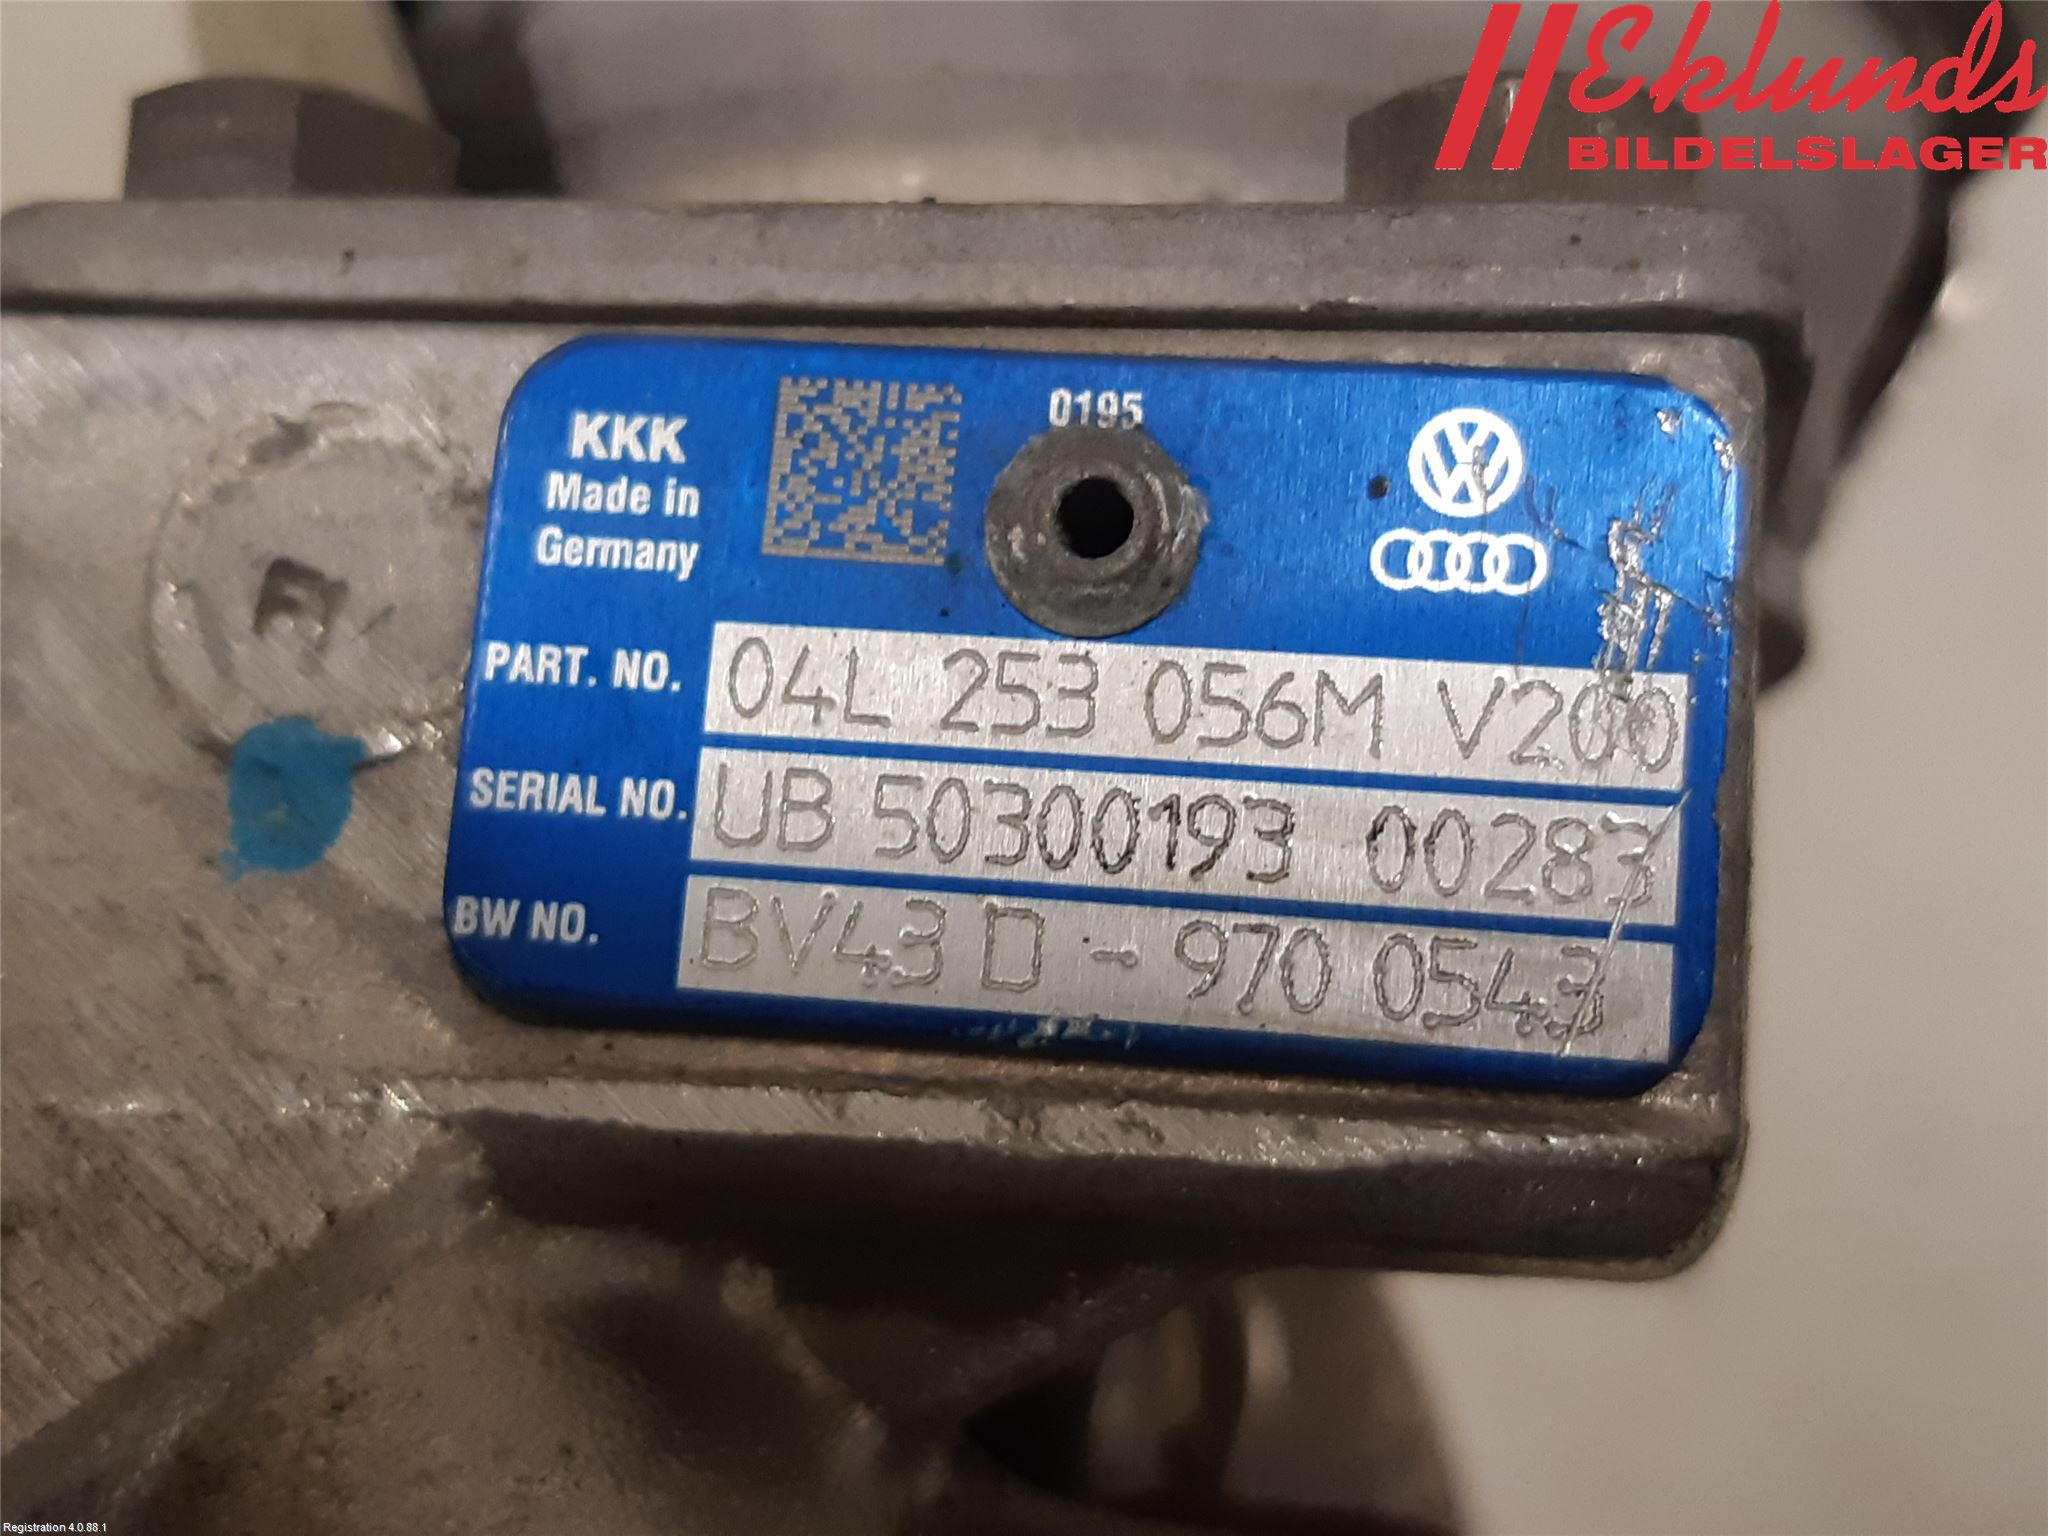 Eklunds
BILDELSLAGER
KKK
Made in
Germany
0195
PART. NO. 04L 253 056M V200
SERIAL NO. UB 50300193 00283
BW NO. BV43 D - 970 0543
Registration 4.0.88.1